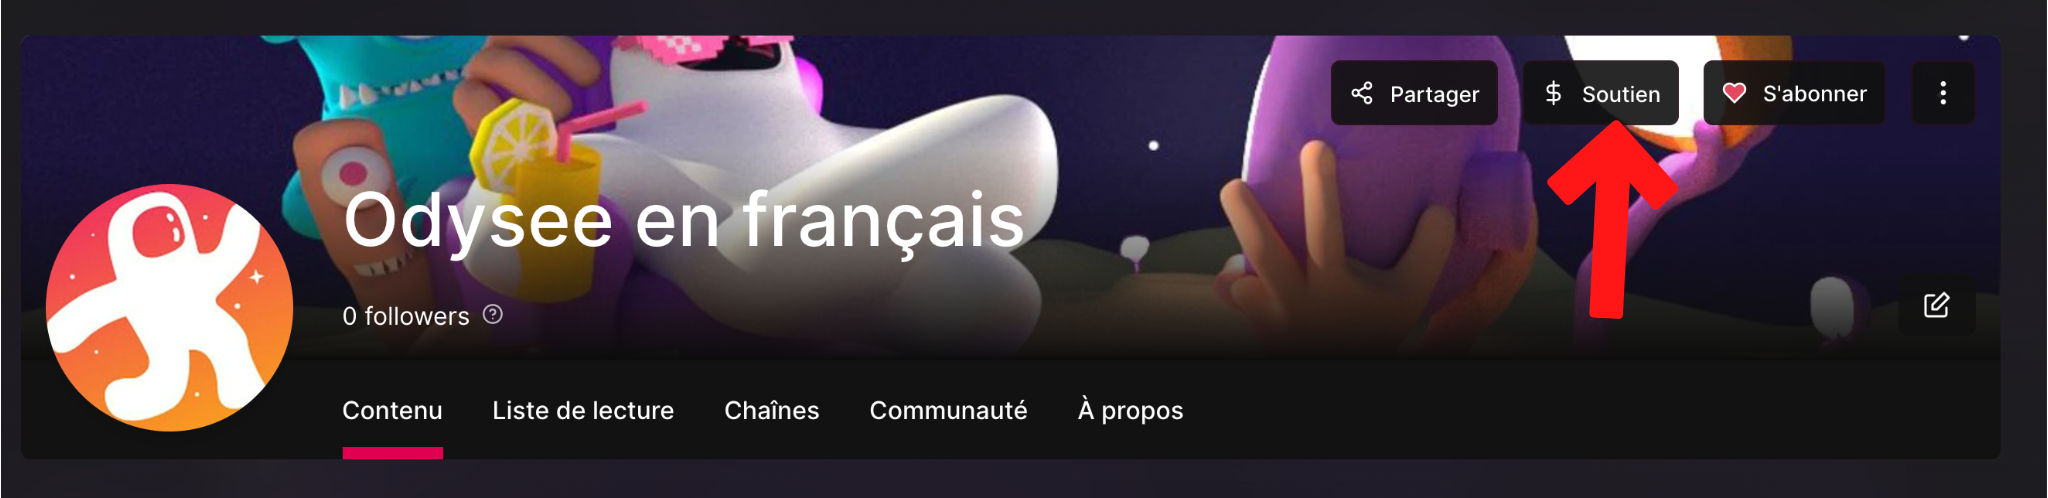 Partager
$ Soutien
S'abonner
Odysee en français
0 followers
Contenu
Liste de lecture
Chaînes
Communauté
À propos